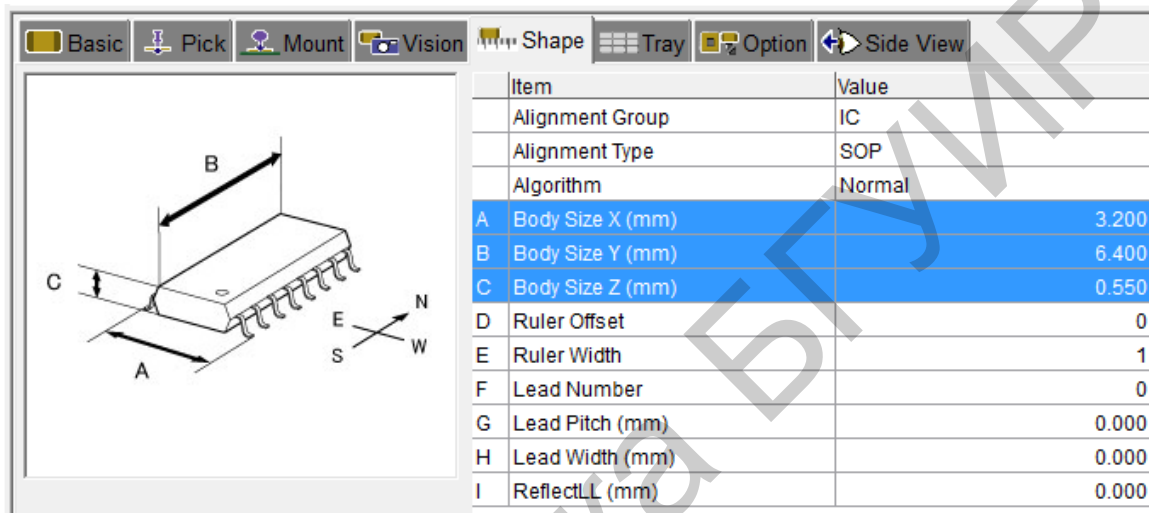 Basic Pick Mount Vision Shape Tray Option Side View
Item Value
Alignment Group IC
Alignment Type SOP
Algorithm Normal
A Body Size X (mm) 3.200
B Body Size Y (mm) 6.400
C Body Size Z (mm) 0.550
D Ruler Offset 0
E Ruler Width 1
F Lead Number 0
G Lead Pitch (mm) 0.000
H Lead Width (mm) 0.000
I ReflectLL (mm) 0.000
B
C
A
N
E
S
W
БГУИР